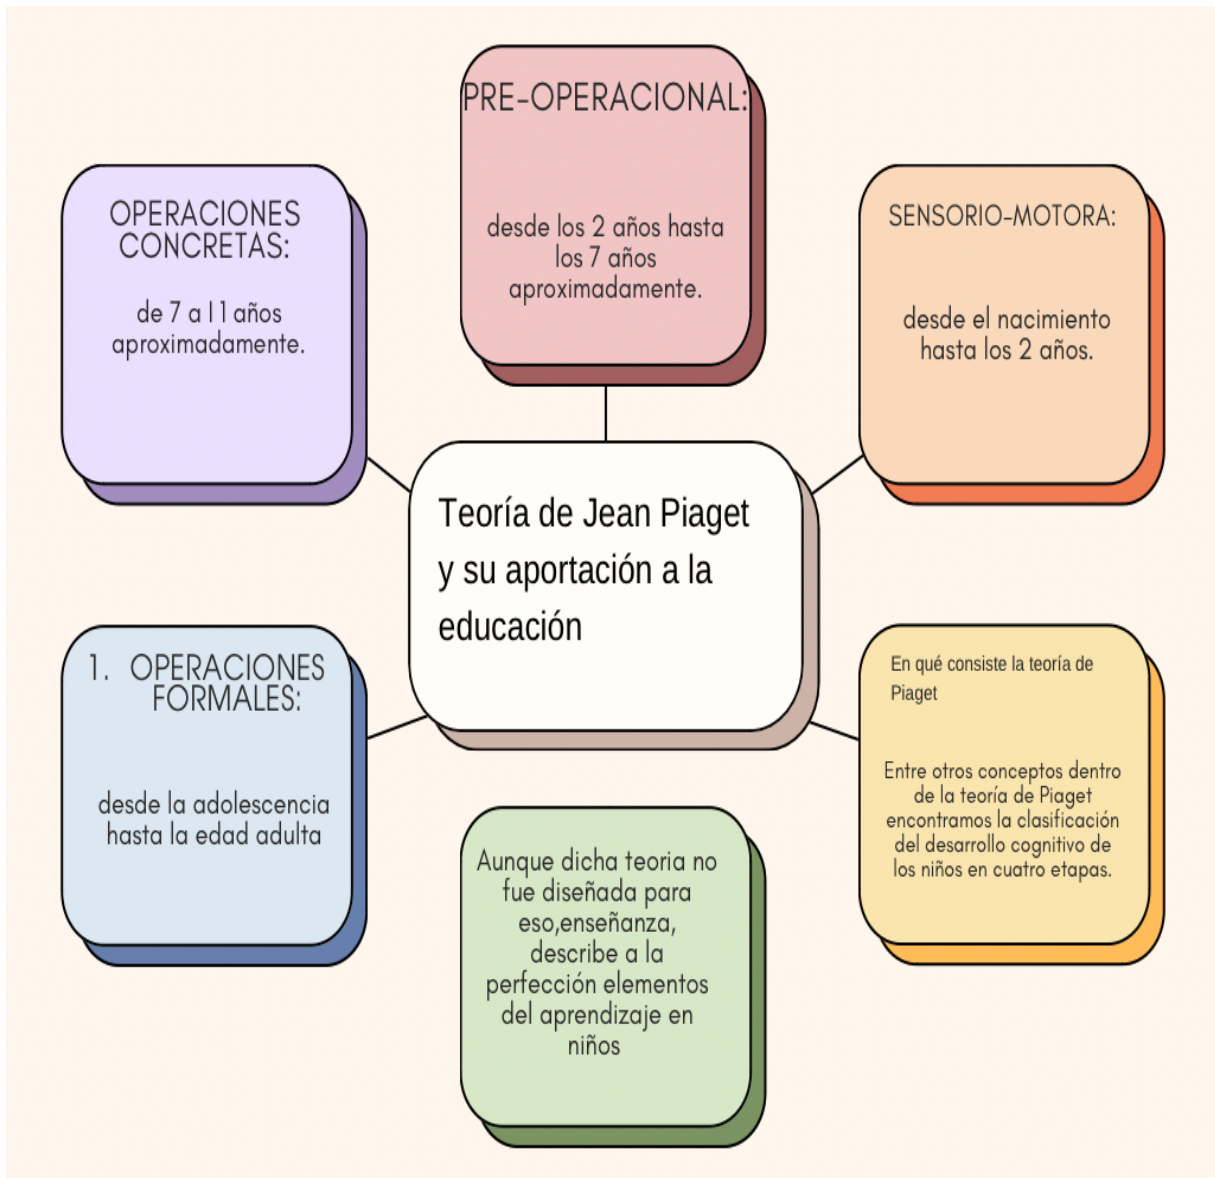 PRE-OPERACIONAL:
desde los 2 años hasta
los 7 años
aproximadamente.
OPERACIONES
CONCRETAS:
de 7 a 11 años
aproximadamente.
SENSORIO-MOTORA:
desde el nacimiento
hasta los 2 años.
Teoría de Jean Piaget
y su aportación a la
educación
1. OPERACIONES
FORMALES:
desde la adolescencia
hasta la edad adulta
En qué consiste la teoría de
Piaget
Entre otros conceptos dentro
de la teoría de Piaget
encontramos la clasificación
del desarrollo cognitivo de
los niños en cuatro etapas.
Aunque dicha teoria no
fue diseñada para
eso,enseñanza,
describe a la
perfección elementos
del aprendizaje en
niños